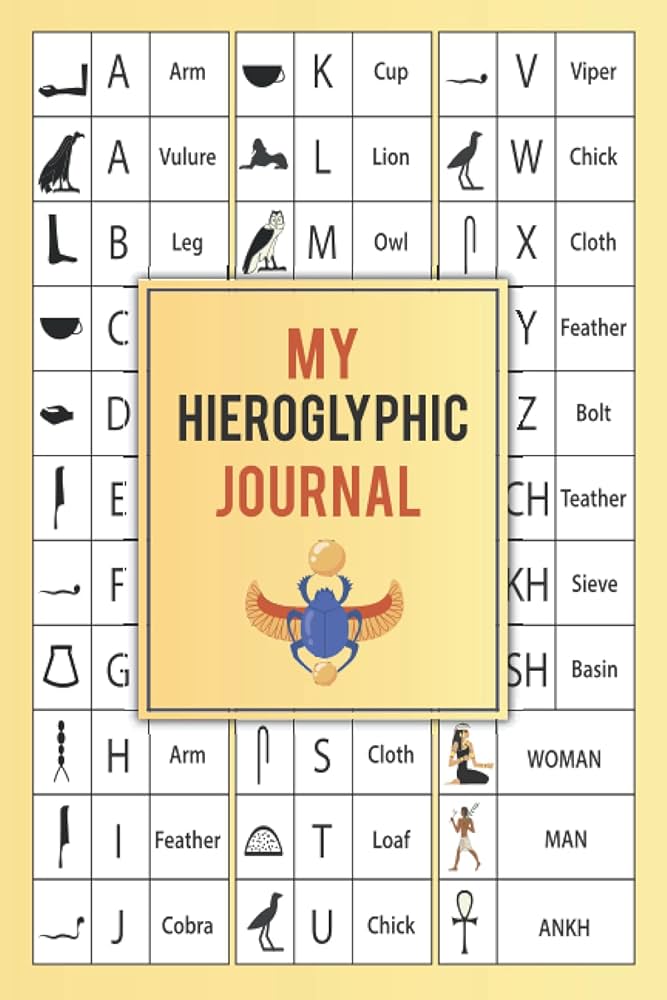 A Arm
A Vulure
B Leg
C
D
E
F
G
H Arm
I Feather
J Cobra
K Cup
L Lion
M Owl
MY
HIEROGLYPHIC
JOURNAL
S Cloth
T Loaf
U Chick
V Viper
W Chick
X Cloth
Y Feather
Z Bolt
CH Teather
KH Sieve
SH Basin
WOMAN
MAN
ANKH